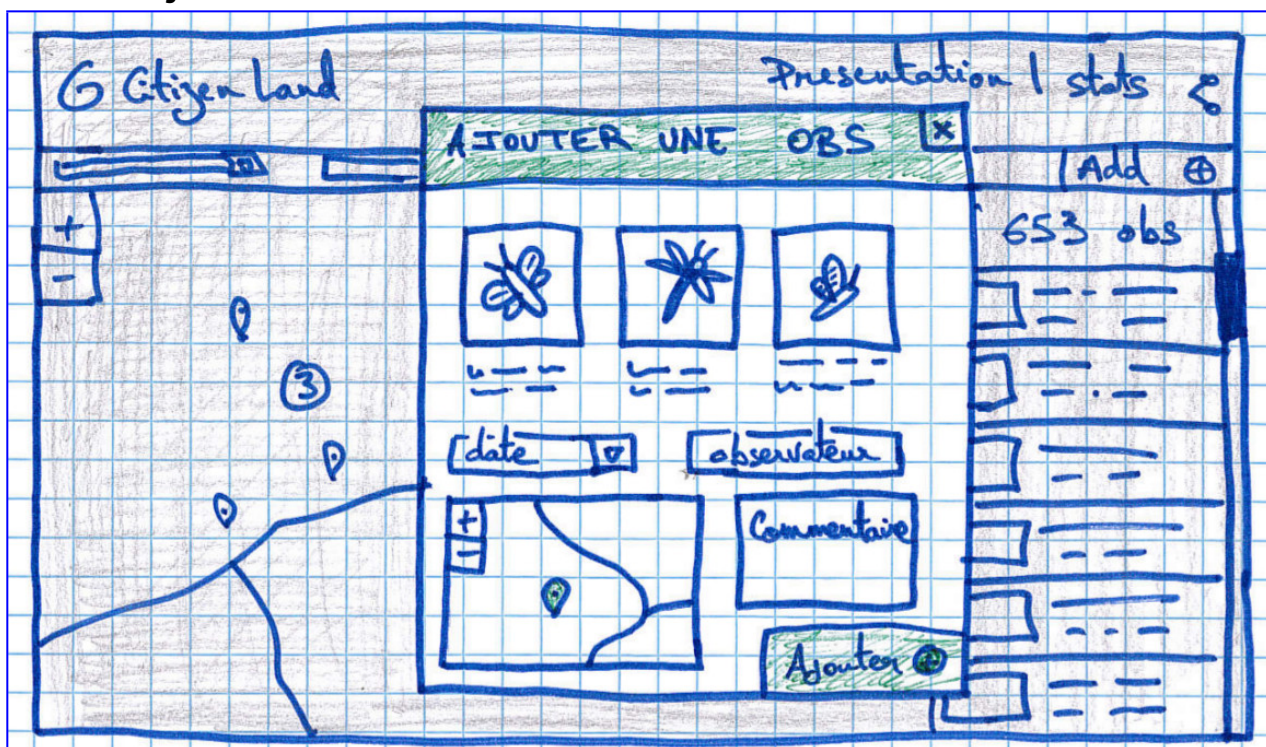 G Citizen Land
Presentation | stats
AJOUTER UNE OBS X
Add +
653 obs
+
-
3
date
observateur
+
-
Commentaire
Ajouter +